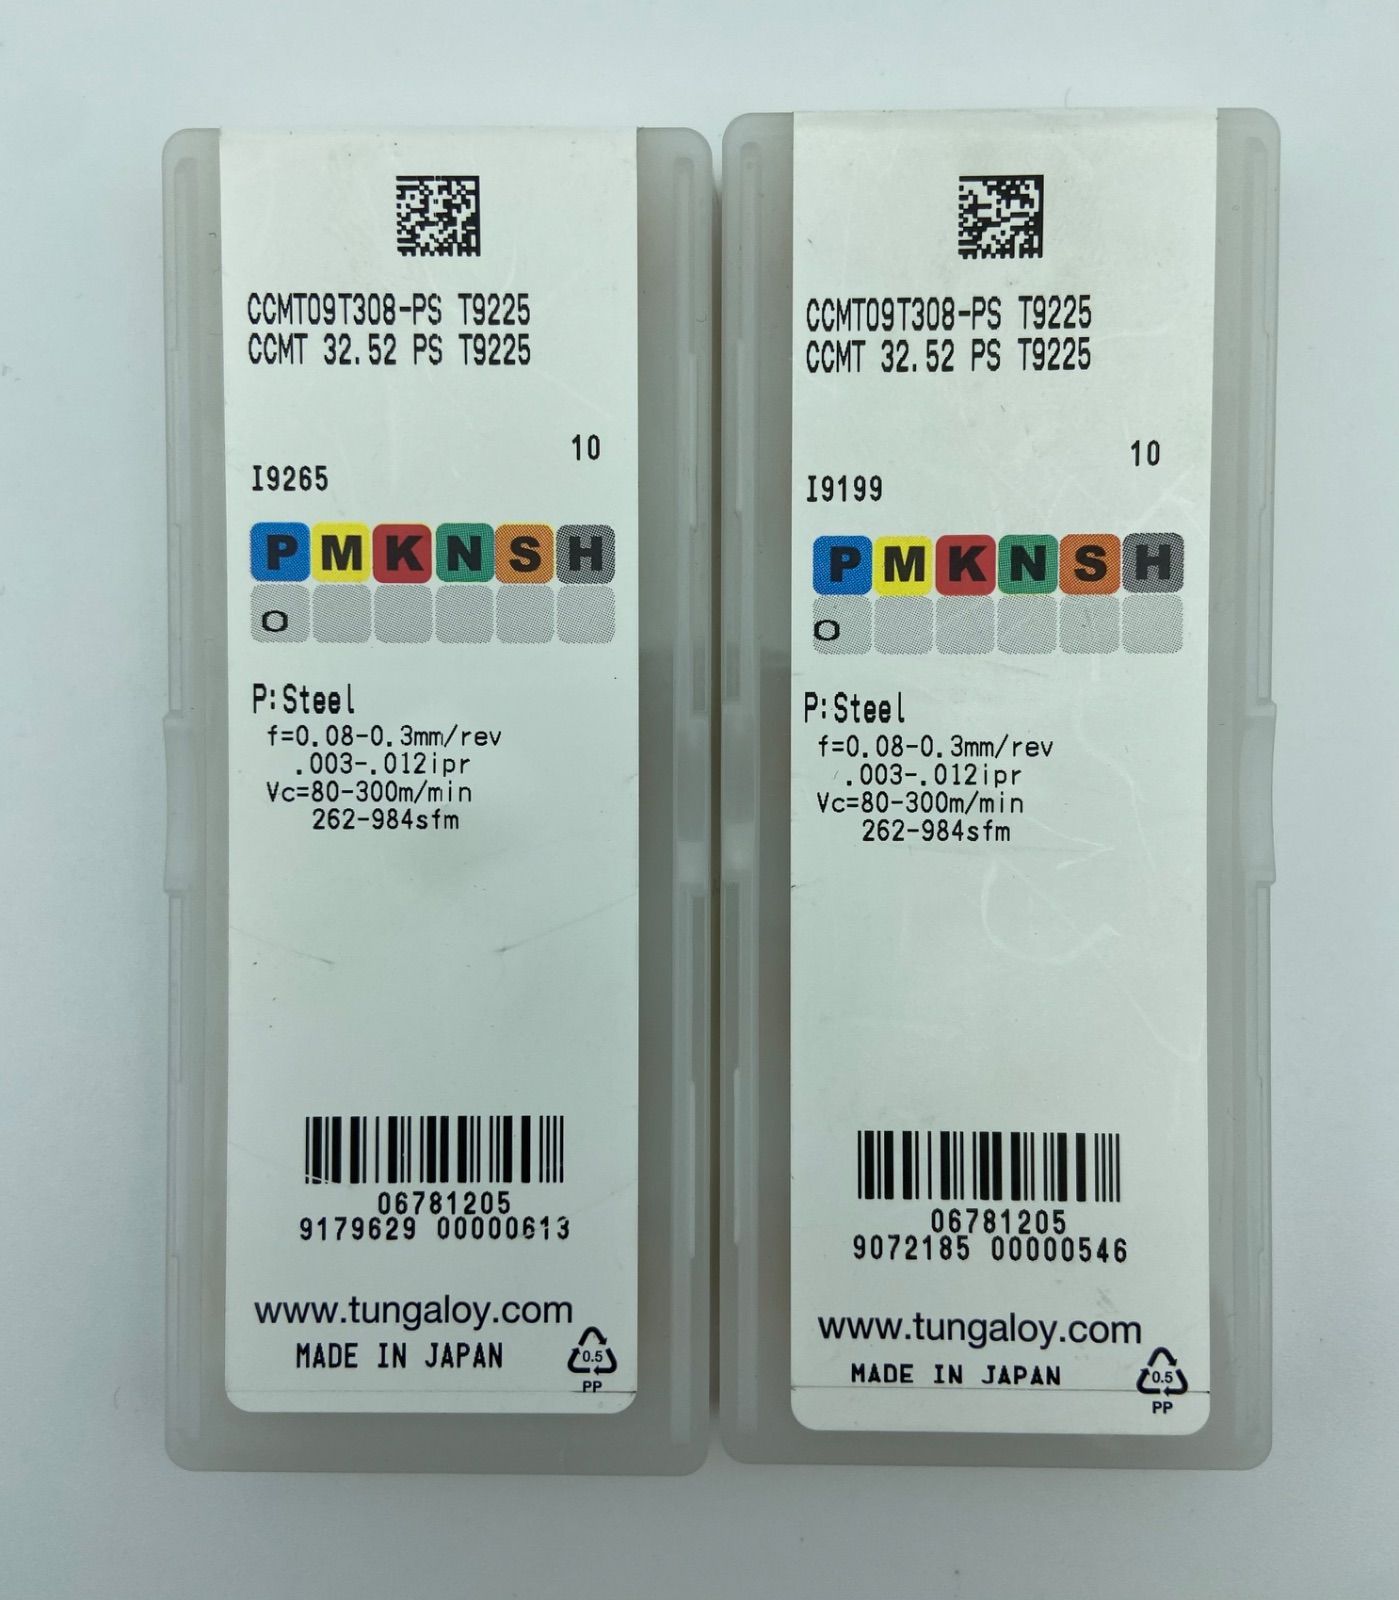 CCMT09T308-PS T9225
CCMT 32.52 PS T9225
10
I9265
P M K N S H
O
P:Steel
f=0.08-0.3mm/rev
.003-.012ipr
Vc=80-300m/min
262-984sfm
06781205
9179629 00000613
www.tungaloy.com
MADE IN JAPAN
0.5
PP
CCMT09T308-PS T9225
CCMT 32.52 PS T9225
10
I9199
P M K N S H
O
P:Steel
f=0.08-0.3mm/rev
.003-.012ipr
Vc=80-300m/min
262-984sfm
06781205
9072185 00000546
www.tungaloy.com
MADE IN JAPAN
0.5
PP